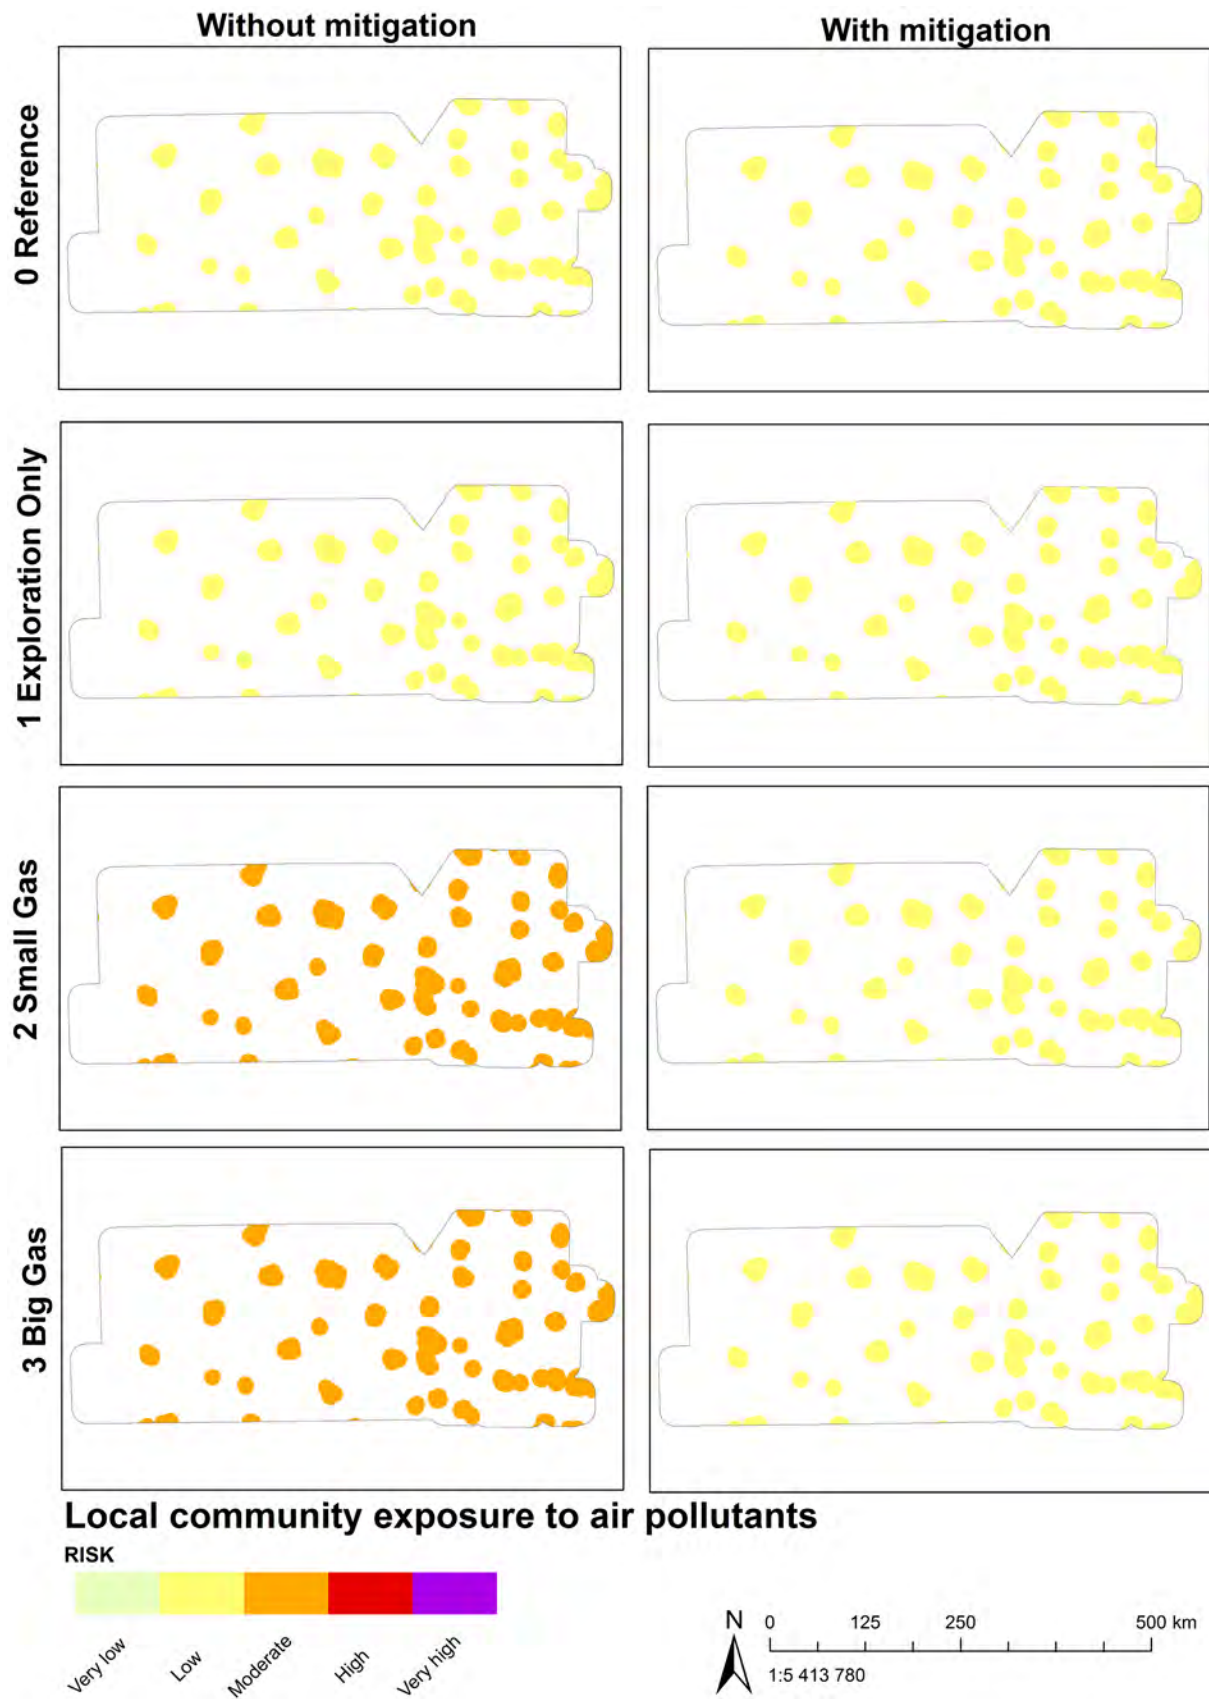 Without mitigation
With mitigation
0 Reference
1 Exploration Only
2 Small Gas
3 Big Gas
Local community exposure to air pollutants
RISK
Very low
Low
Moderate
High
Very high
N
0 125 250 500 km
1:5 413 780